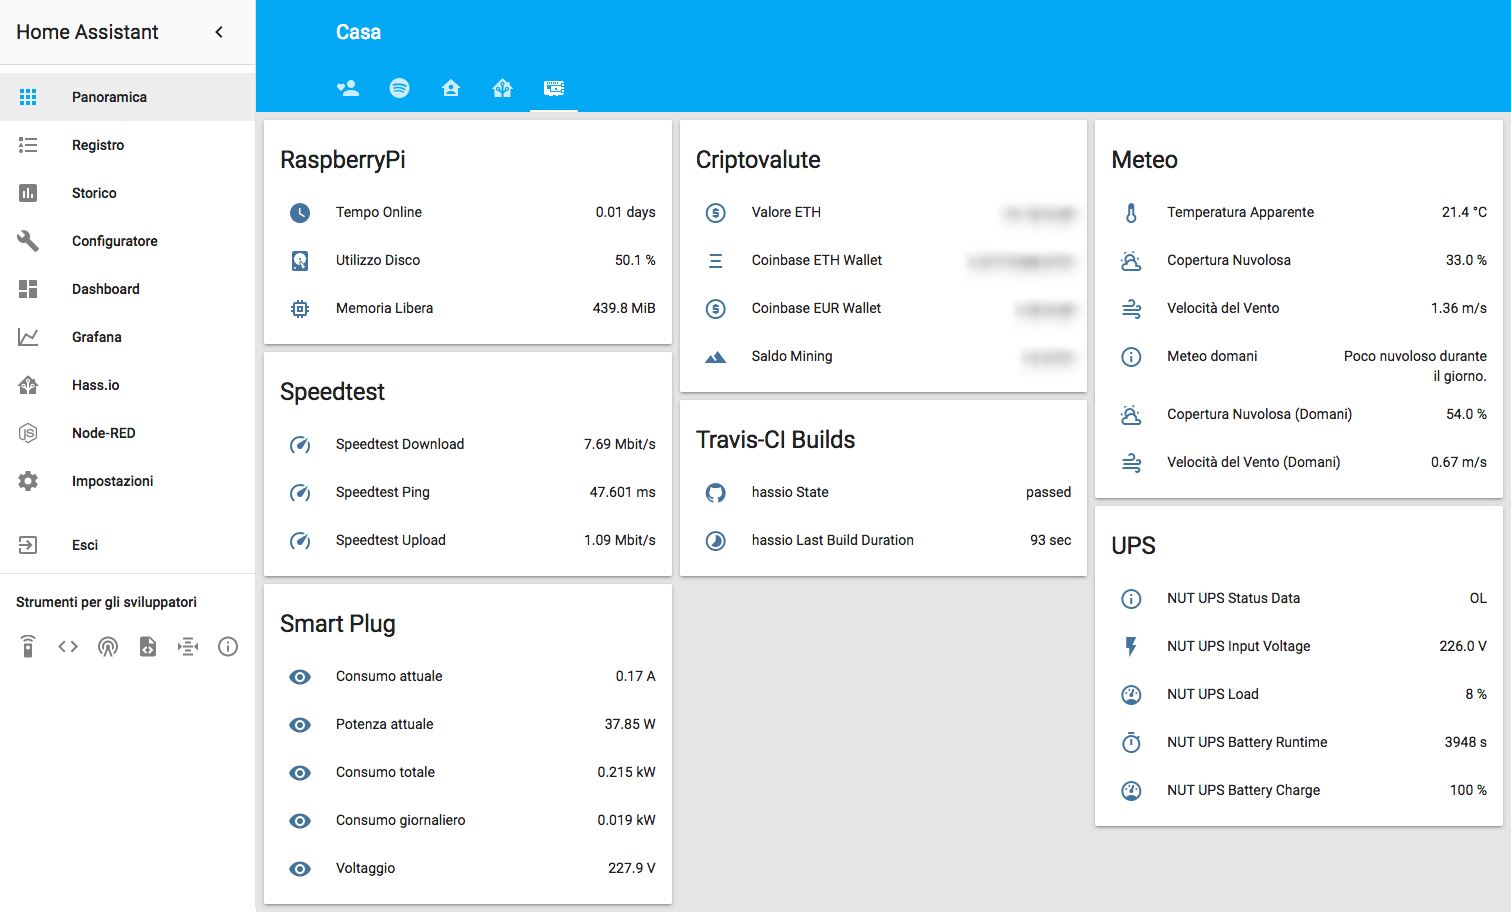 Home Assistant
Panoramica
Registro
Storico
Configuratore
Dashboard
Grafana
Hass.io
Node-RED
Impostazioni
Esci
Strumenti per gli sviluppatori
Casa
RaspberryPi
Tempo Online 0.01 days
Utilizzo Disco 50.1 %
Memoria Libera 439.8 MiB
Speedtest
Speedtest Download 7.69 Mbit/s
Speedtest Ping 47.601 ms
Speedtest Upload 1.09 Mbit/s
Smart Plug
Consumo attuale 0.17 A
Potenza attuale 37.85 W
Consumo totale 0.215 kW
Consumo giornaliero 0.019 kW
Voltaggio 227.9 V
Criptovalute
Valore ETH
Coinbase ETH Wallet
Coinbase EUR Wallet
Saldo Mining
Travis-CI Builds
hassio State passed
hassio Last Build Duration 93 sec
Meteo
Temperatura Apparente 21.4 °C
Copertura Nuvolosa 33.0 %
Velocità del Vento 1.36 m/s
Meteo domani Poco nuvoloso durante
il giorno.
Copertura Nuvolosa (Domani) 54.0 %
Velocità del Vento (Domani) 0.67 m/s
UPS
NUT UPS Status Data OL
NUT UPS Input Voltage 226.0 V
NUT UPS Load 8 %
NUT UPS Battery Runtime 3948 s
NUT UPS Battery Charge 100 %